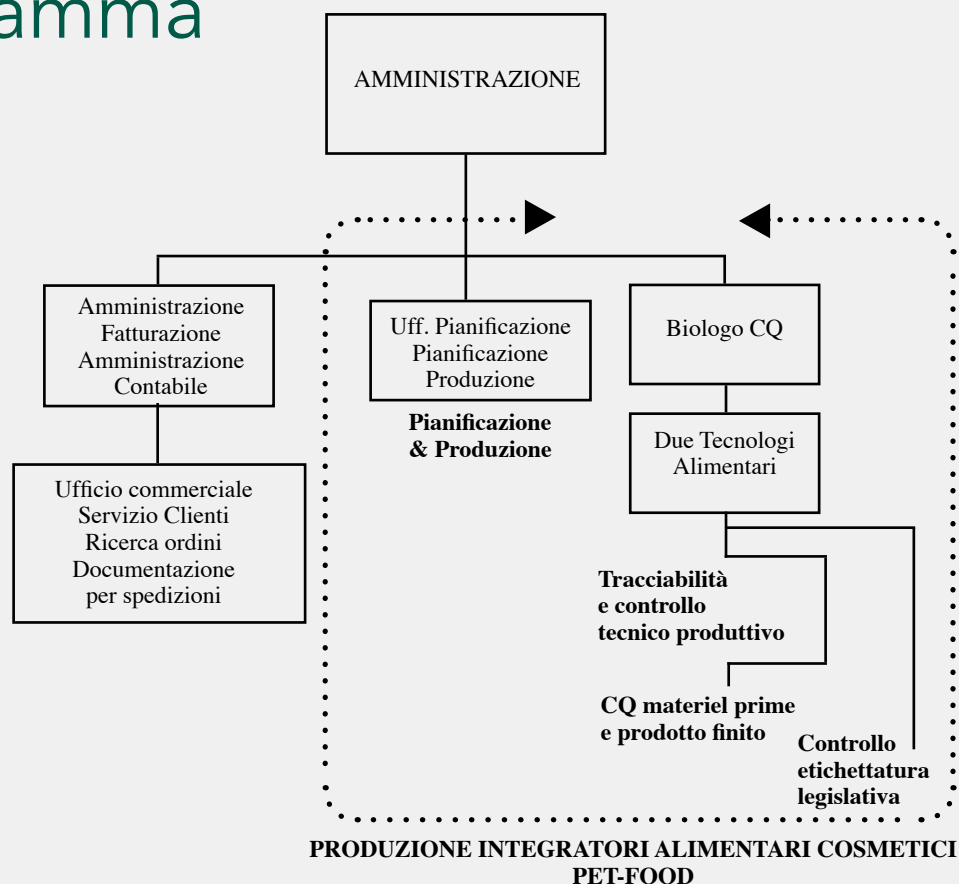 amma
AMMINISTRAZIONE
Amministrazione
Fatturazione
Amministrazione
Contabile
Uff. Pianificazione
Pianificazione
Produzione
Biologo CQ
Pianificazione
& Produzione
Due Tecnologi
Alimentari
Ufficio commerciale
Servizio Clienti
Ricerca ordini
Documentazione
per spedizioni
Tracciabilità
e controllo
tecnico produttivo
CQ materiel prime
e prodotto finito
Controllo
etichettatura
legislativa
PRODUZIONE INTEGRATORI ALIMENTARI COSMETICI
PET-FOOD